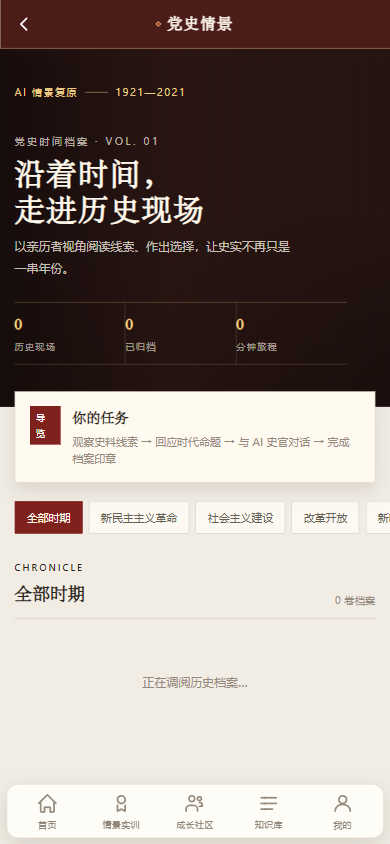 党史情景
AI 情景复原 —— 1921—2021
党史时间档案 · VOL. 01
沿着时间，
走进历史现场
以亲历者视角阅读线索、作出选择，让史实不再只是
一串年份。
0 0 0
历史现场 已归档 分钟旅程
导览 你的任务
观察史料线索 → 回应时代命题 → 与 AI 史官对话 → 完成
档案印章
全部时期 新民主主义革命 社会主义建设 改革开放 新
CHRONICLE
全部时期
0 卷档案
正在调阅历史档案...
首页 情景实训 成长社区 知识库 我的